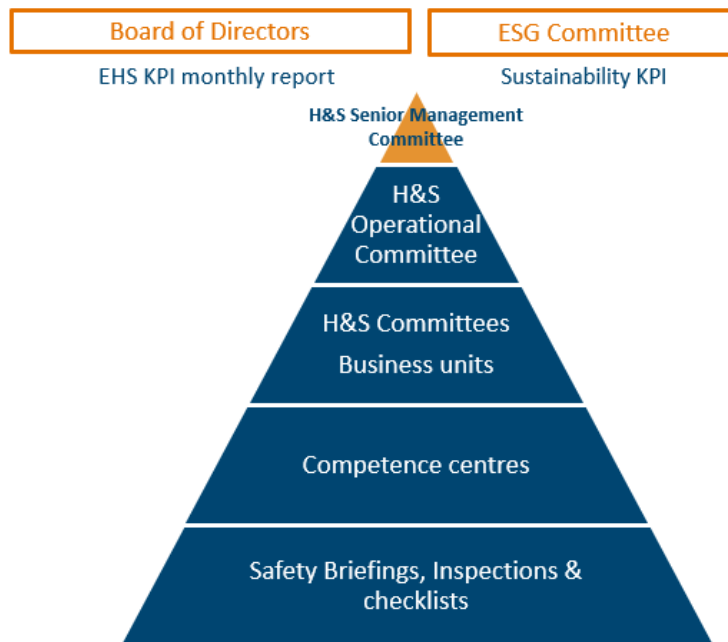 Board of Directors
ESG Committee
EHS KPI monthly report
Sustainability KPI
H&S Senior Management
Committee
H&S
Operational
Committee
H&S Committees
Business units
Competence centres
Safety Briefings, Inspections &
checklists